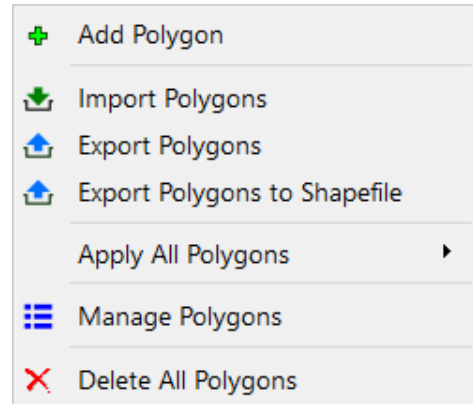 Add Polygon
Import Polygons
Export Polygons
Export Polygons to Shapefile
Apply All Polygons
Manage Polygons
Delete All Polygons